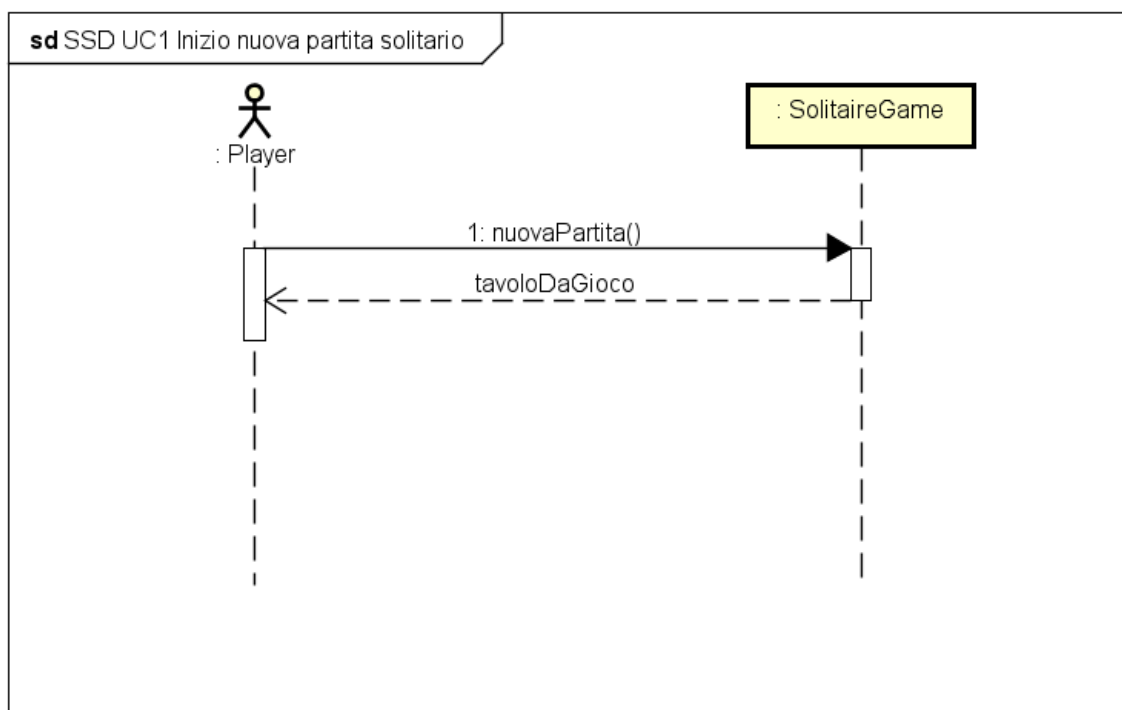 sd SSD UC1 Inizio nuova partita solitario
: Player
: SolitaireGame
1: nuovaPartita()
tavoloDaGioco